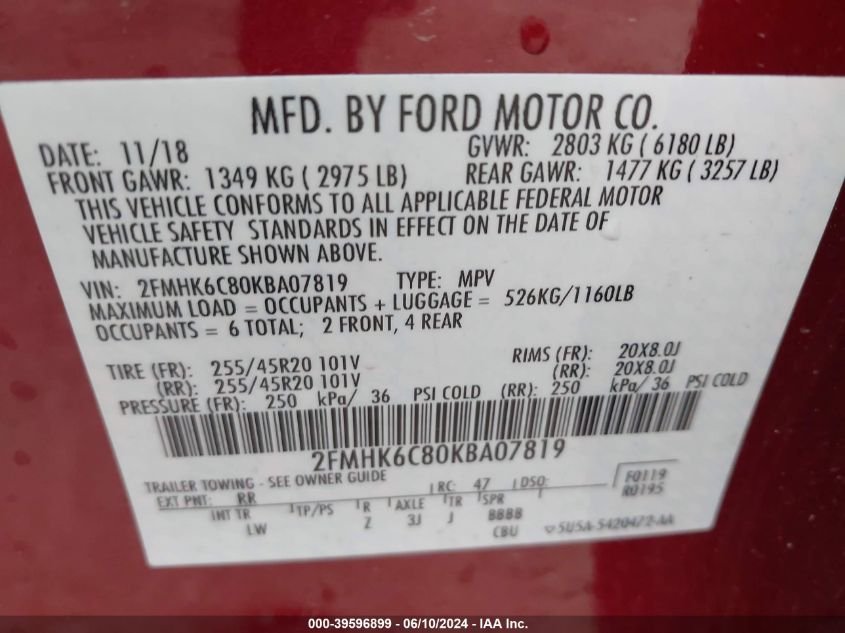 MFD. BY FORD MOTOR CO.
DATE: 11/18 GVWR: 2803 KG ( 6180 LB)
FRONT GAWR: 1349 KG ( 2975 LB) REAR GAWR: 1477 KG ( 3257 LB)
THIS VEHICLE CONFORMS TO ALL APPLICABLE FEDERAL MOTOR
VEHICLE SAFETY STANDARDS IN EFFECT ON THE DATE OF
MANUFACTURE SHOWN ABOVE.
VIN: 2FMHK6C80KBA07819 TYPE: MPV
MAXIMUM LOAD = OCCUPANTS + LUGGAGE = 526KG/1160LB
OCCUPANTS = 6 TOTAL; 2 FRONT, 4 REAR
TIRE (FR): 255/45R20 101V RIMS (FR): 20X8.0J
(RR): 255/45R20 101V (RR): 20X8.0J
PRESSURE (FR): 250 kPa/ 36 PSI COLD (RR): 250 kPa/ 36 PSI COLD
2FMHK6C80KBA07819
TRAILER TOWING - SEE OWNER GUIDE
EXT PNT: RR RC: 47 DSO: F0119
R0195
INT TR TP/PS R AXLE TR SPR
LW Z 3J J BBBB
CBU 5U5A-5420472-AA
000-39596899 - 06/10/2024 - IAA Inc.